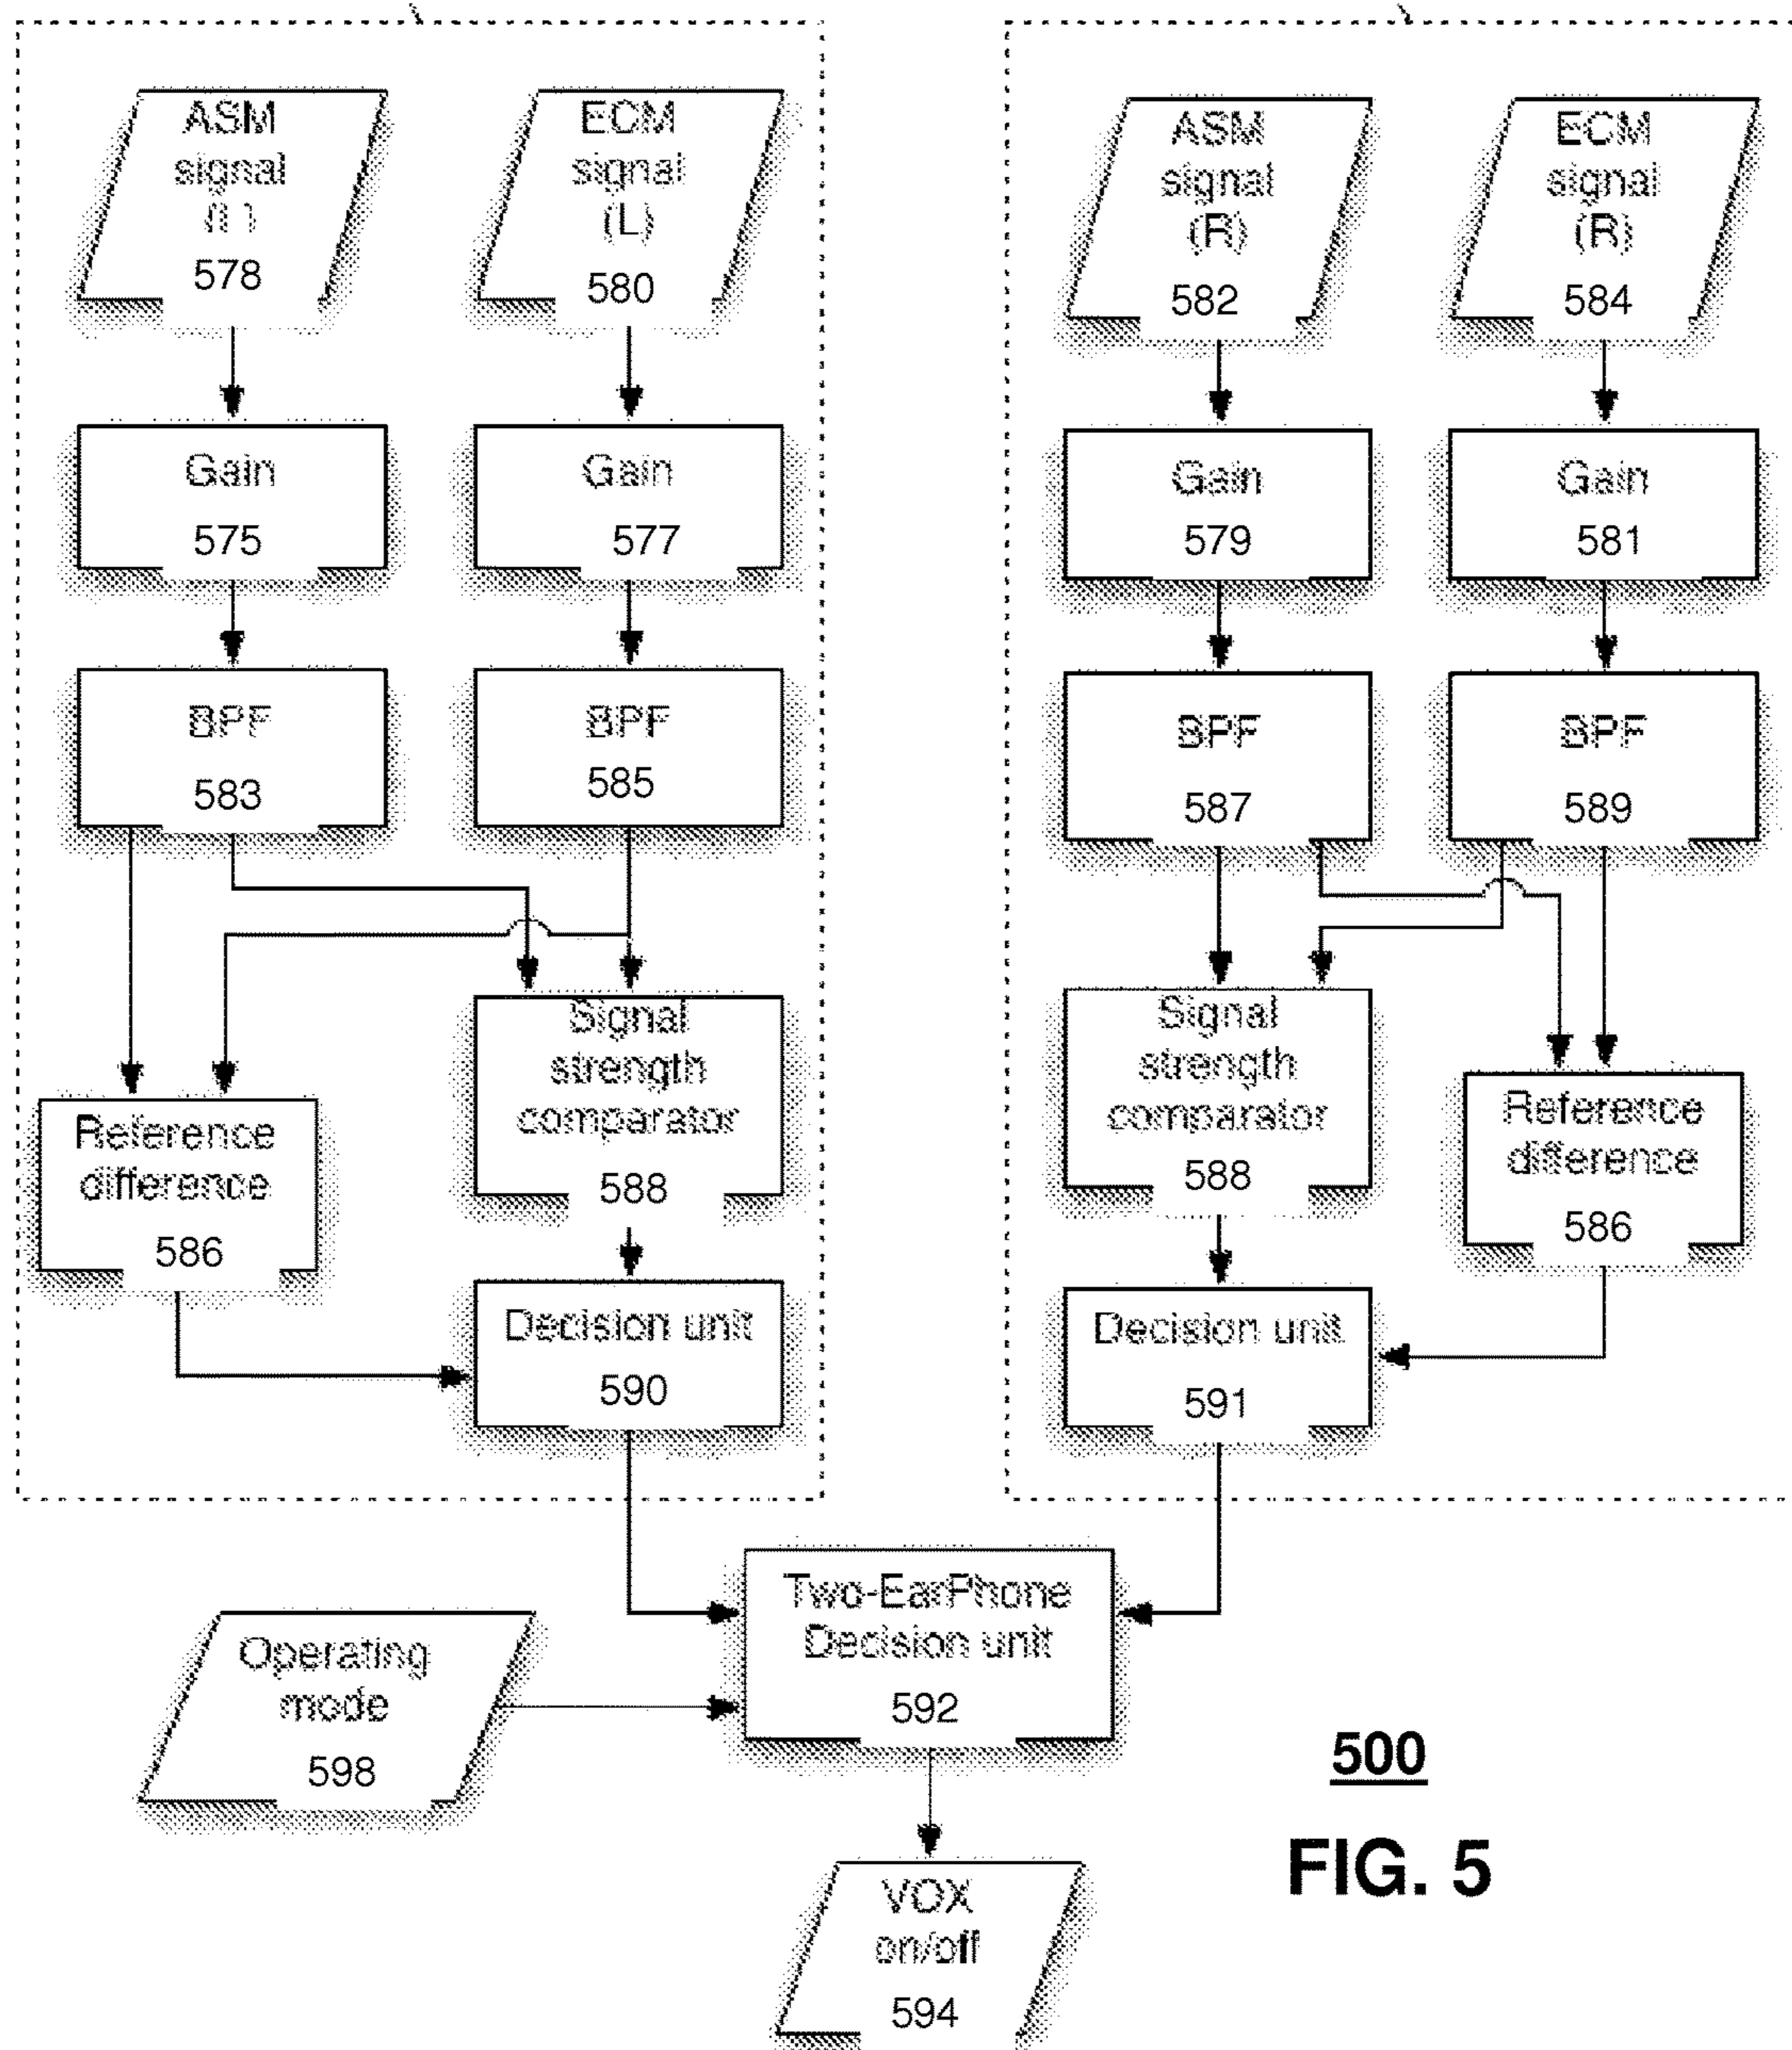 ASM
signal
578
ECM
signal
(L)
580
ASM
signal
(R)
582
ECM
signal
(R)
584
Gain
575
Gain
577
Gain
579
Gain
581
BPF
583
BPF
585
BPF
587
BPF
589
Reference
difference
586
Signal
strength
comparator
588
Signal
strength
comparator
588
Reference
difference
586
Decision unit
590
Decision unit
591
Two-EarPhone
Decision unit
592
Operating
mode
598
VOX
on/off
594
500
FIG. 5